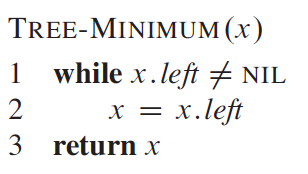 TREE-MINIMUM(x)
1 while x.left ≠ NIL
2 x = x.left
3 return x